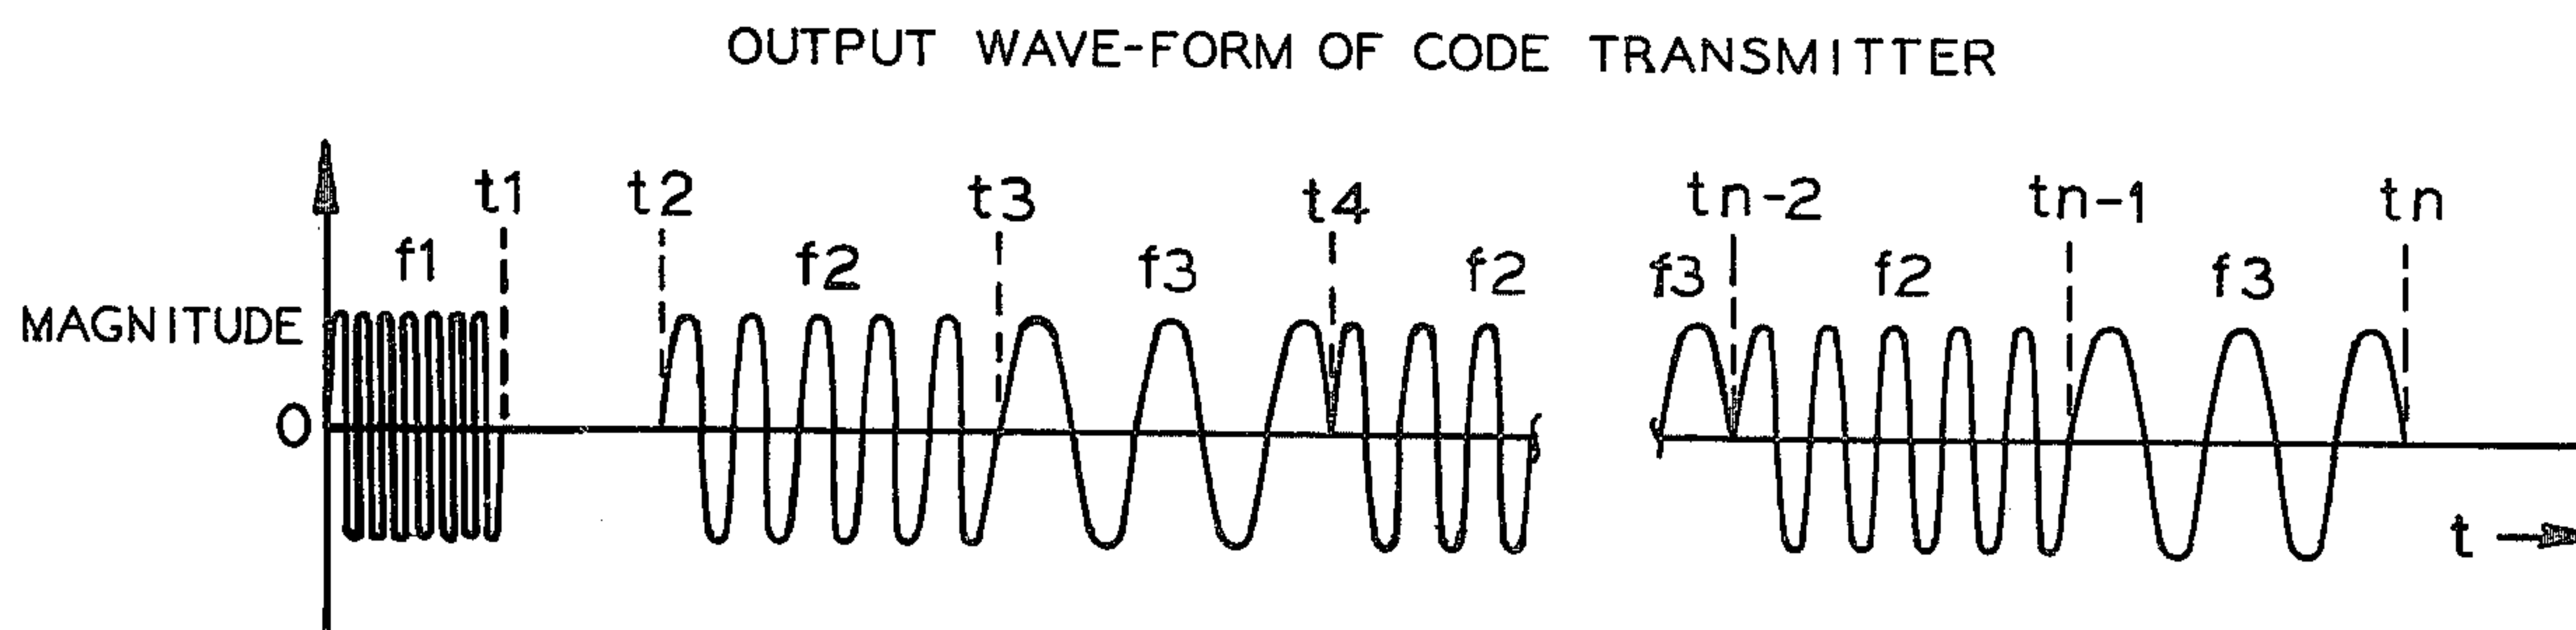 OUTPUT WAVE-FORM OF CODE TRANSMITTER
t1 t2 t3 t4 tn-2 tn-1 tn
f1 f2 f3 f2 f3 f2 f3
MAGNITUDE
0
t